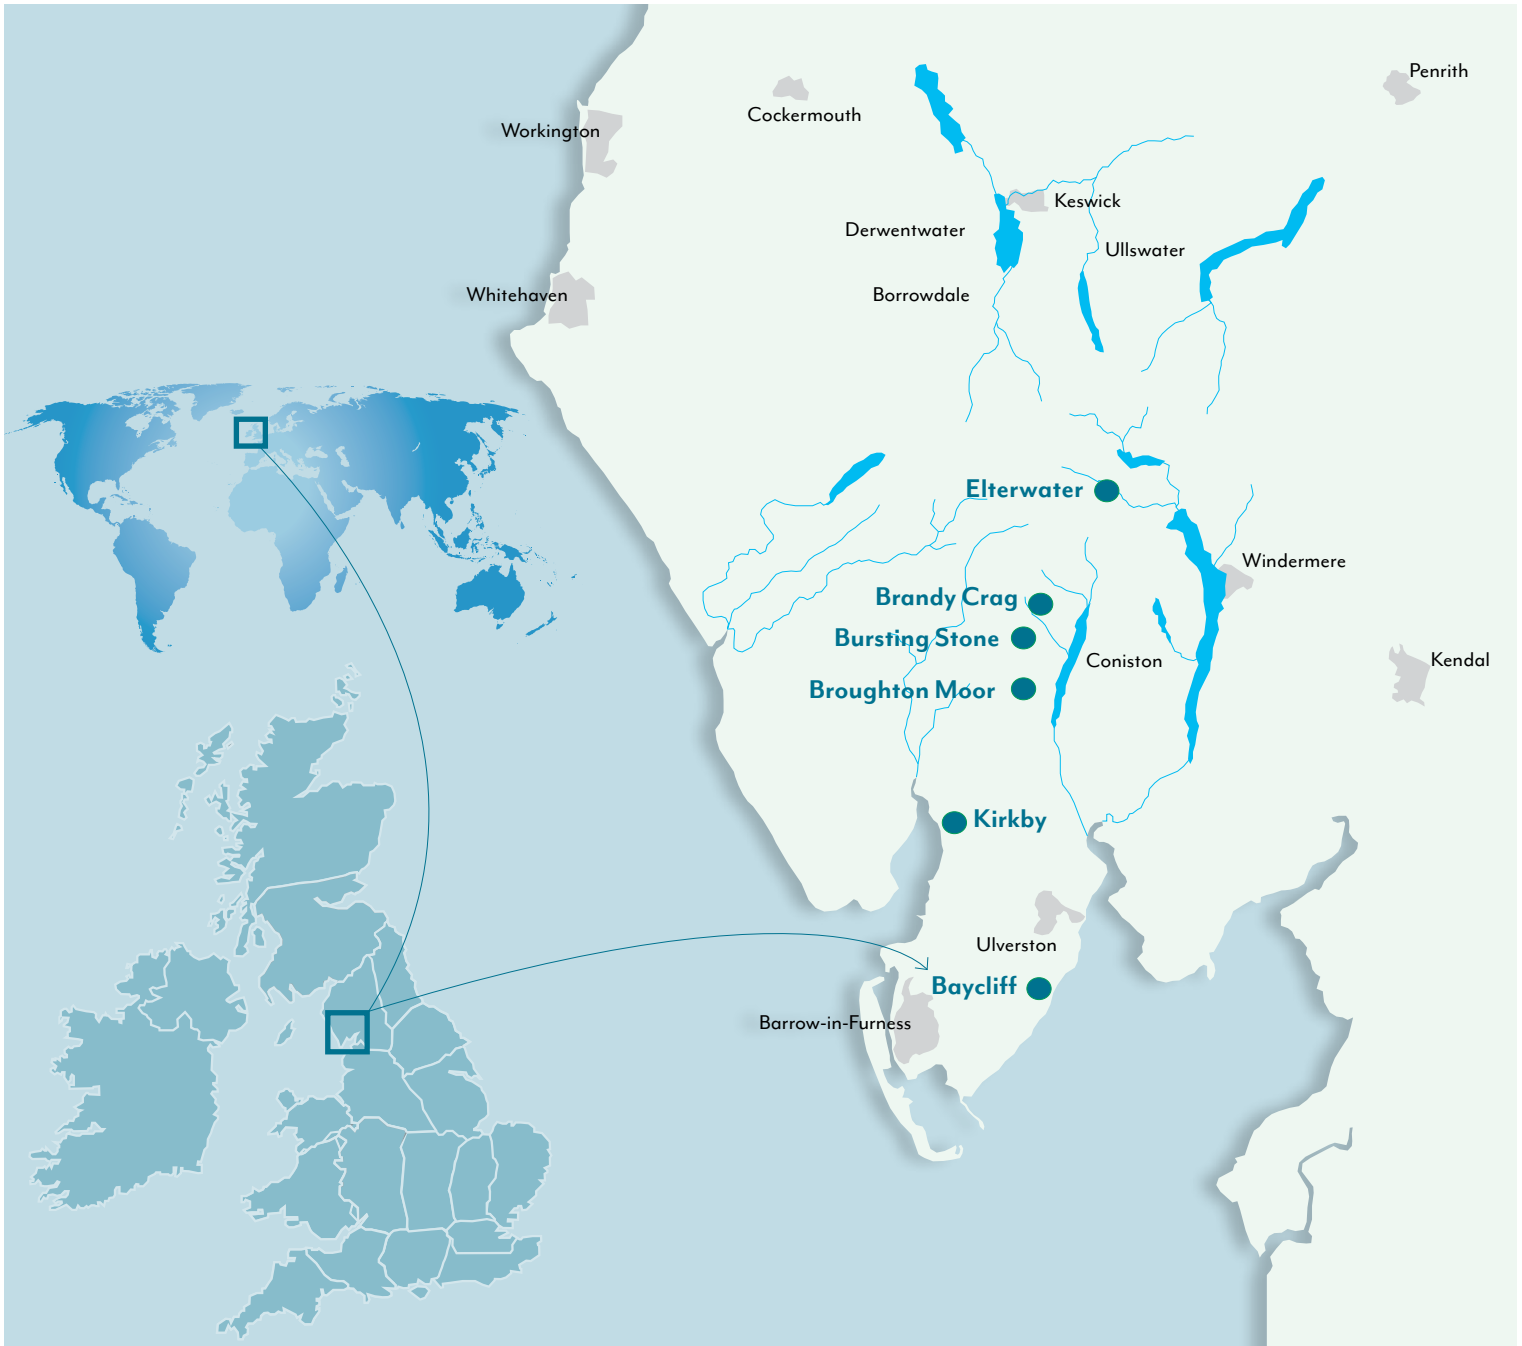 Penrith
Cockermouth
Workington
Keswick
Derwentwater
Ullswater
Whitehaven
Borrowdale
Elterwater
Windermere
Brandy Crag
Bursting Stone
Coniston
Kendal
Broughton Moor
Kirkby
Ulverston
Baycliff
Barrow-in-Furness